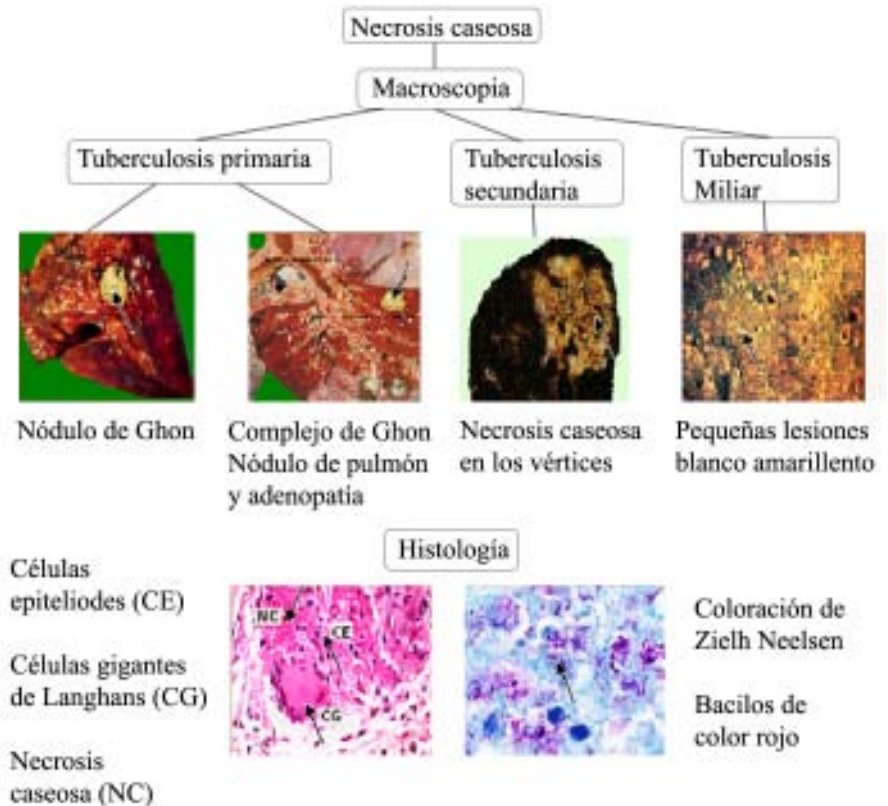 Necrosis caseosa
Macroscopia
Tuberculosis primaria
Tuberculosis
secundaria
Tuberculosis
Miliar
Nódulo de Ghon
Complejo de Ghon
Nódulo de pulmón
y adenopatía
Necrosis caseosa
en los vértices
Pequeñas lesiones
blanco amarillento
Histología
Células
epiteliodes (CE)
Células gigantes
de Langhans (CG)
Necrosis
caseosa (NC)
NC
CE
CG
Coloración de
Zielh Neelsen
Bacilos de
color rojo